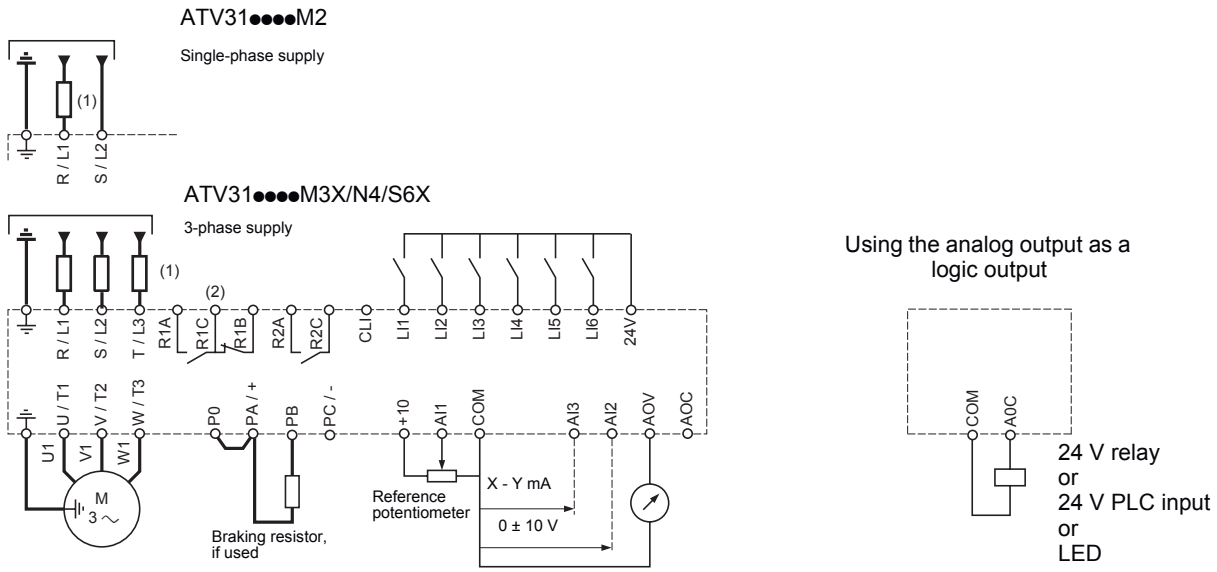 ATV31●●●●M2
Single-phase supply
(1)
R / L1
S / L2
ATV31●●●●M3X/N4/S6X
3-phase supply
(1)
(2)
R / L1
S / L2
T / L3
R1A
R1C
R1B
R2A
R2C
CLI
LI1
LI2
LI3
LI4
LI5
LI6
24V
U / T1
V / T2
W / T3
P0
PA / +
PB
PC / -
+10
AI1
COM
AI3
AI2
AOV
AOC
U1
V1
W1
M
3 ~
Braking resistor,
if used
Reference
potentiometer
X - Y mA
0 ± 10 V
Using the analog output as a
logic output
COM
A0C
24 V relay
or
24 V PLC input
or
LED